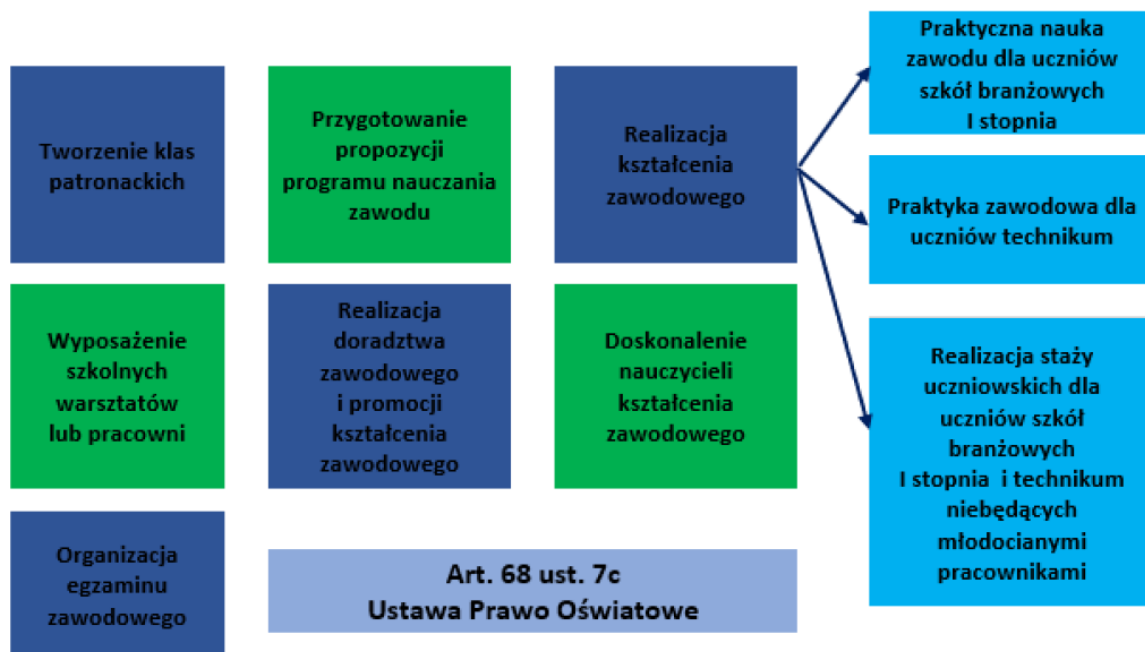 Tworzenie klas
patronackich
Przygotowanie
propozycji
programu nauczania
zawodu
Realizacja
kształcenia
zawodowego
Praktyczna nauka
zawodu dla uczniów
szkół branżowych
I stopnia
Praktyka zawodowa dla
uczniów technikum
Realizacja staży
uczniowskich dla
uczniów szkół
branżowych
I stopnia i technikum
niebędących
młodocianymi
pracownikami
Wyposażenie
szkolnych
warsztatów
lub pracowni
Realizacja
doradztwa
zawodowego
i promocji
kształcenia
zawodowego
Doskonalenie
nauczycieli
kształcenia
zawodowego
Organizacja
egzaminu
zawodowego
Art. 68 ust. 7c
Ustawa Prawo Oświatowe